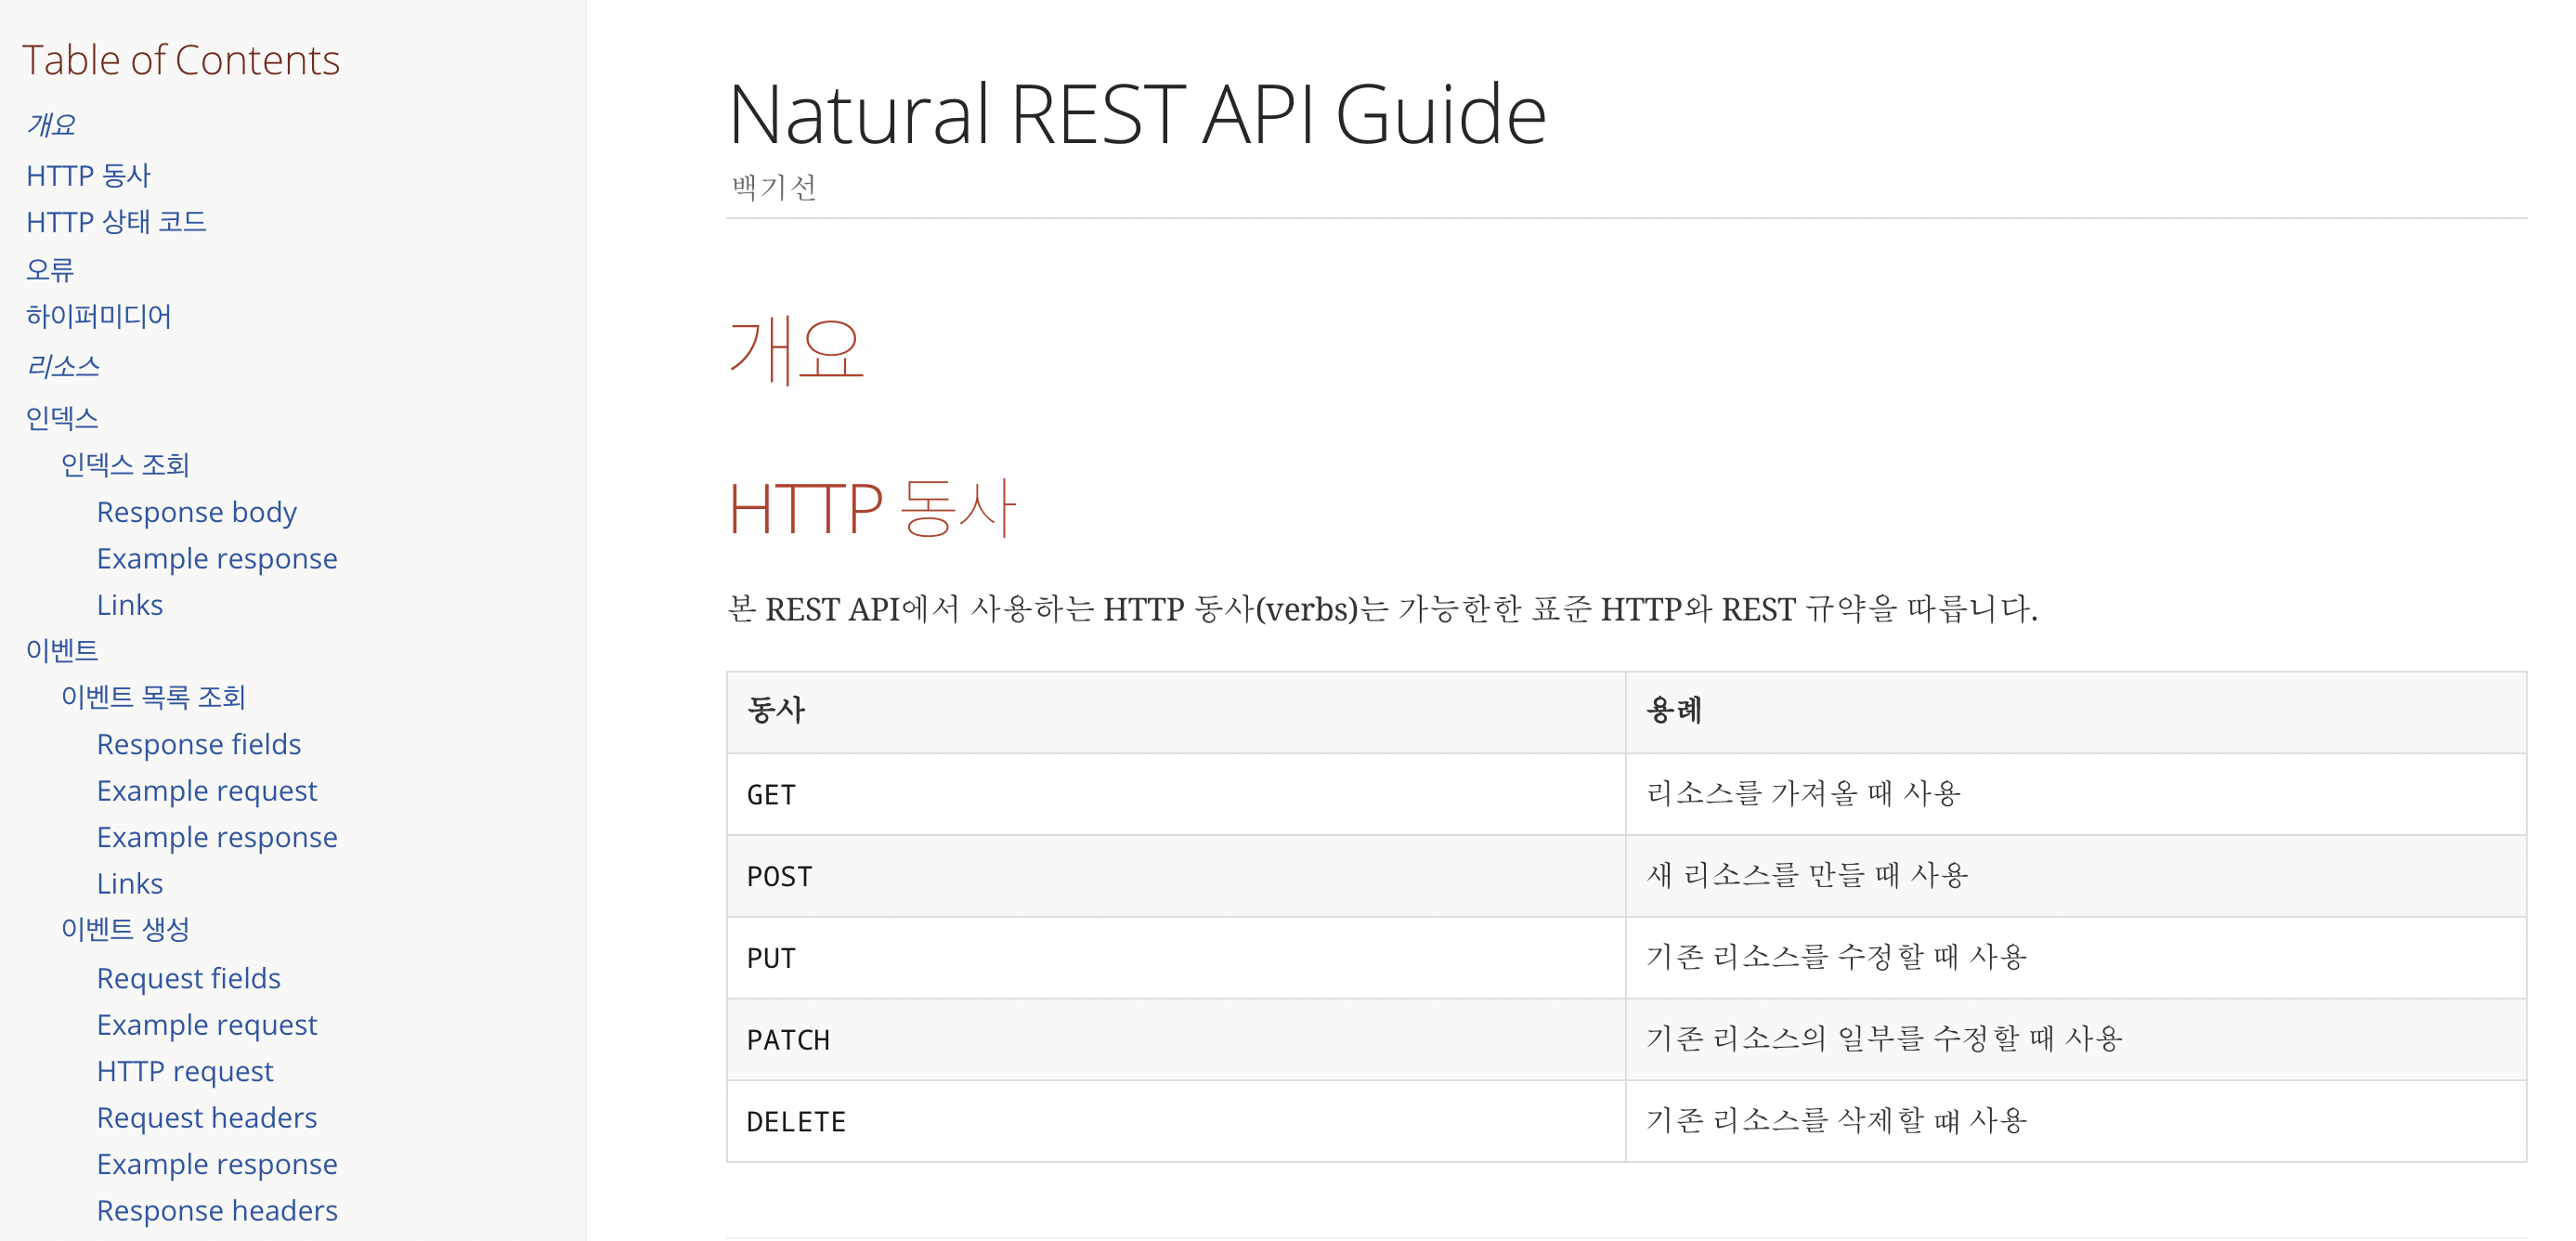 Table of Contents
개요
HTTP 동사
HTTP 상태 코드
오류
하이퍼미디어
리소스
인덱스
인덱스 조회
Response body
Example response
Links
이벤트
이벤트 목록 조회
Response fields
Example request
Example response
Links
이벤트 생성
Request fields
Example request
HTTP request
Request headers
Example response
Response headers
Natural REST API Guide
백기선
개요
HTTP 동사
본 REST API에서 사용하는 HTTP 동사(verbs)는 가능한한 표준 HTTP와 REST 규약을 따릅니다.
동사 용례
GET 리소스를 가져올 때 사용
POST 새 리소스를 만들 때 사용
PUT 기존 리소스를 수정할 때 사용
PATCH 기존 리소스의 일부를 수정할 때 사용
DELETE 기존 리소스를 삭제할 떄 사용